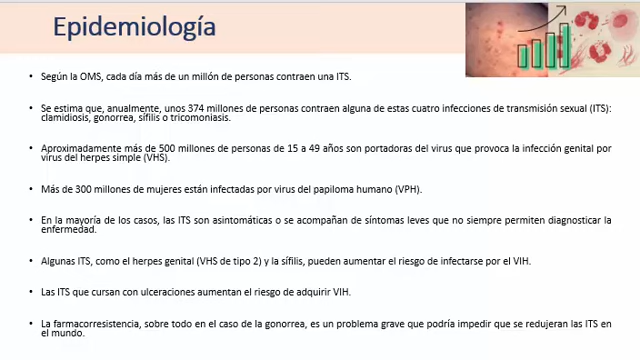 Epidemiología
• Según la OMS, cada día más de un millón de personas contraen una ITS.
• Se estima que, anualmente, unos 374 millones de personas contraen alguna de estas cuatro infecciones de transmisión sexual (ITS):
clamidiosis, gonorrea, sífilis o tricomoniasis.
• Aproximadamente más de 500 millones de personas de 15 a 49 años son portadores del virus que provoca la infección genital por
virus del herpes simple (VHS).
• Más de 300 millones de mujeres están infectadas por virus del papiloma humano (VPH).
• En la mayoría de los casos, las ITS son asintomáticas o se acompañan de síntomas leves que no siempre permiten diagnosticar la
enfermedad.
• Algunas ITS, como el herpes genital (VHS de tipo 2) y la sífilis, pueden aumentar el riesgo de infectarse por el VIH.
• Las ITS que cursan con ulceraciones aumentan el riesgo de adquirir VIH.
• La farmacorresistencia, sobre todo en el caso de la gonorrea, es un problema grave que podría impedir que se redujeran las ITS en
el mundo.